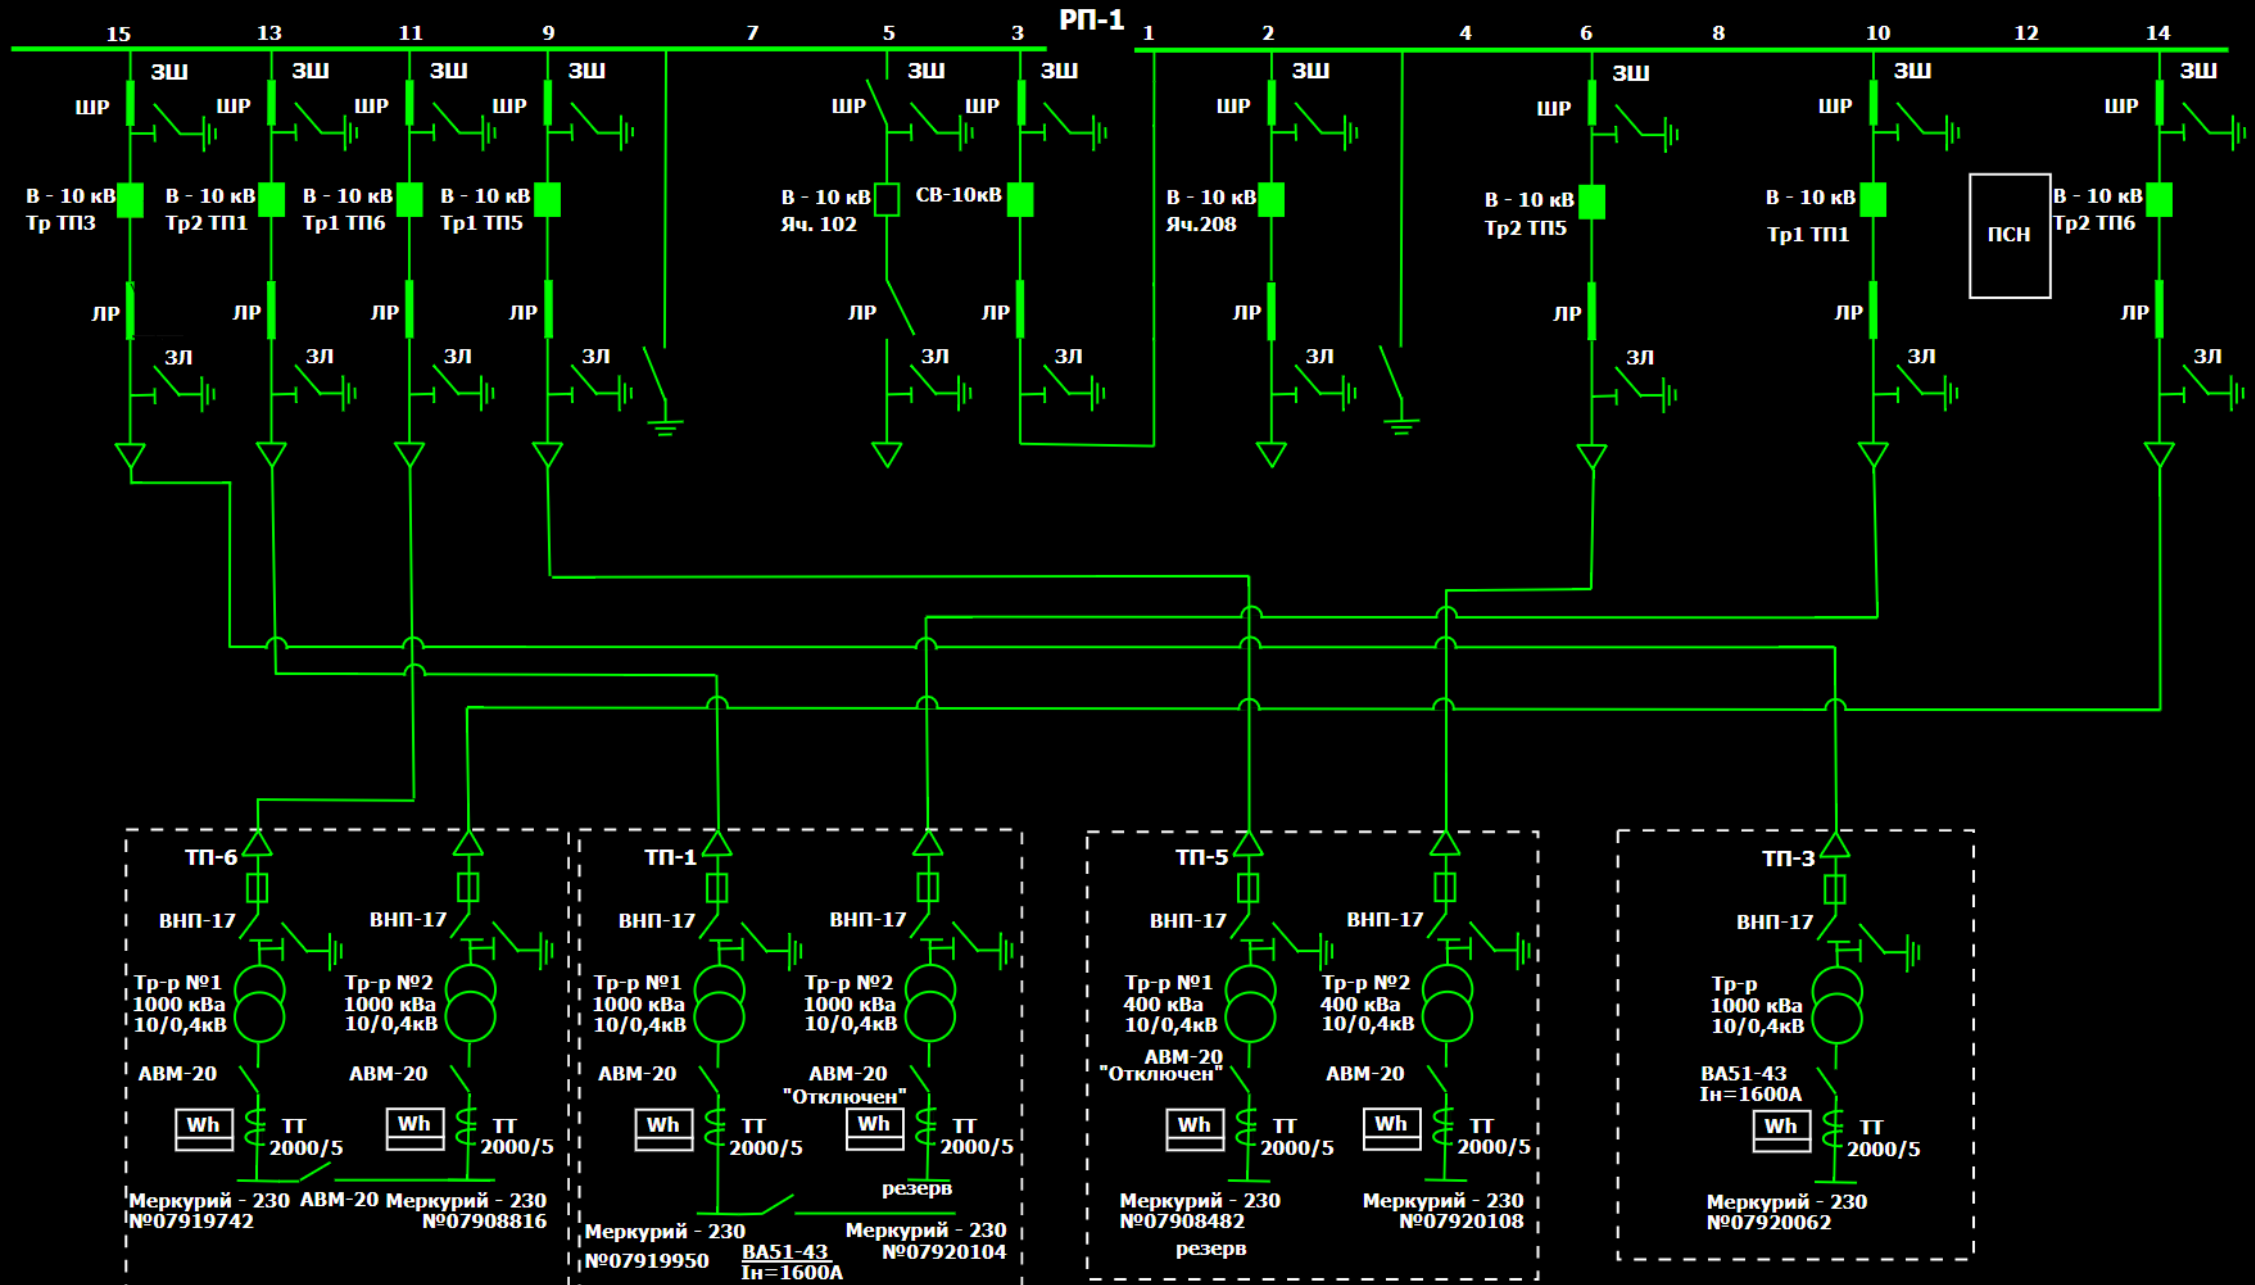 РП-1
15 13 11 9 7 5 3 1 2 4 6 8 10 12 14
ЗШ ЗШ ЗШ ЗШ ЗШ ЗШ ЗШ ЗШ ЗШ ЗШ
ШР ШР ШР ШР ШР ШР ШР ШР ШР ШР
В - 10 кВ
Тр ТП3
В - 10 кВ
Тр2 ТП1
В - 10 кВ
Тр1 ТП6
В - 10 кВ
Тр1 ТП5
В - 10 кВ
Яч. 102
СВ-10кВ
В - 10 кВ
Яч.208
В - 10 кВ
Тр2 ТП5
В - 10 кВ
Тр1 ТП1
ПСН
В - 10 кВ
Тр2 ТП6
ЛР ЛР ЛР ЛР ЛР ЛР ЛР ЛР ЛР ЛР
ЗЛ ЗЛ ЗЛ ЗЛ ЗЛ ЗЛ ЗЛ ЗЛ ЗЛ ЗЛ
ТП-6
ВНП-17
Тр-р №1
1000 кВа
10/0,4кВ
АВМ-20
Wh
ТТ
2000/5
Меркурий - 230
№07919742
АВМ-20
ВНП-17
Тр-р №2
1000 кВа
10/0,4кВ
АВМ-20
Wh
ТТ
2000/5
Меркурий - 230
№07908816
ТП-1
ВНП-17
Тр-р №1
1000 кВа
10/0,4кВ
АВМ-20
Wh
ТТ
2000/5
Меркурий - 230
№07919950
ВА51-43
Iн=1600А
ВНП-17
Тр-р №2
1000 кВа
10/0,4кВ
АВМ-20
"Отключен"
Wh
ТТ
2000/5
резерв
Меркурий - 230
№07920104
ТП-5
ВНП-17
Тр-р №1
400 кВа
10/0,4кВ
АВМ-20
"Отключен"
Wh
ТТ
2000/5
Меркурий - 230
№07908482
резерв
ВНП-17
Тр-р №2
400 кВа
10/0,4кВ
АВМ-20
Wh
ТТ
2000/5
Меркурий - 230
№07920108
ТП-3
ВНП-17
Тр-р
1000 кВа
10/0,4кВ
ВА51-43
Iн=1600А
Wh
ТТ
2000/5
Меркурий - 230
№07920062